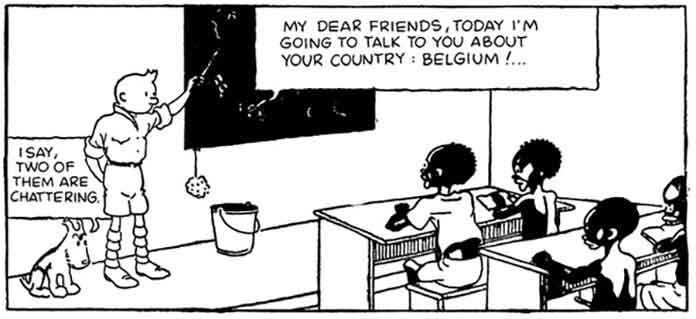 MY DEAR FRIENDS, TODAY I'M
GOING TO TALK TO YOU ABOUT
YOUR COUNTRY : BELGIUM !...
I SAY,
TWO OF
THEM ARE
CHATTERING.